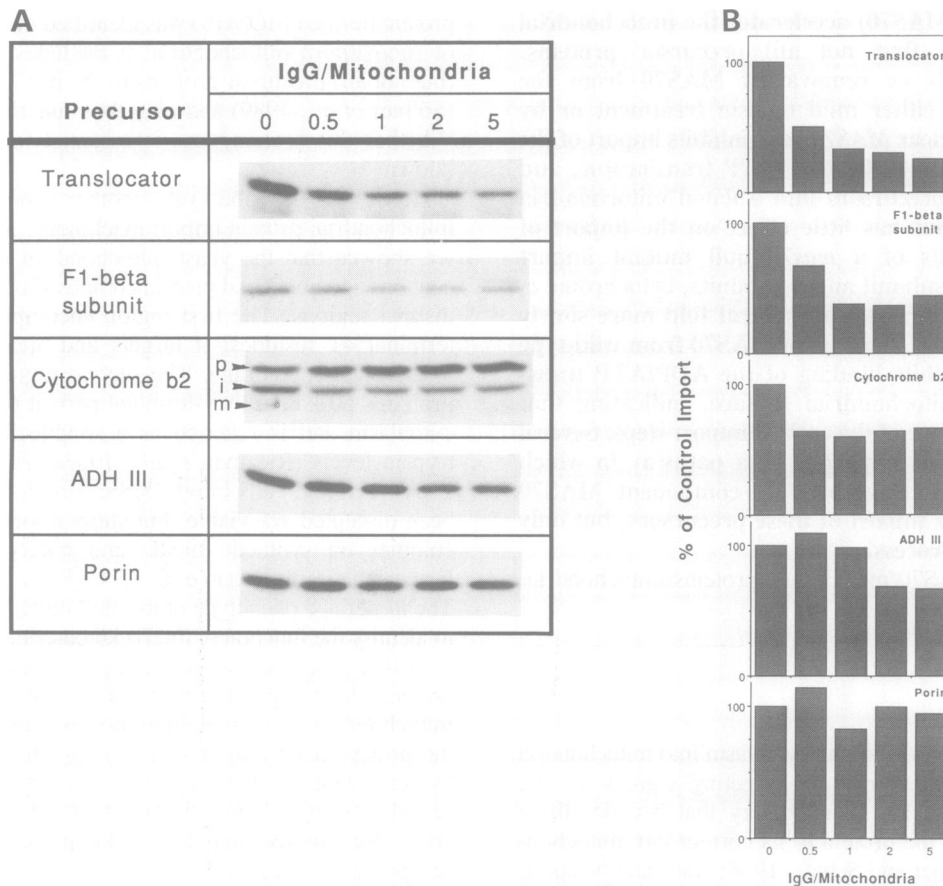 A
IgG/Mitochondria
Precursor
0 0.5 1 2 5
Translocator
F1-beta
subunit
Cytochrome b2
p
i
m
ADH III
Porin
B
% of Control Import
Translocator
100
0
F1-beta
subunit
100
0
Cytochrome b2
100
0
ADH III
100
0
Porin
100
0
0 0.5 1 2 5
IgG/Mitochondria